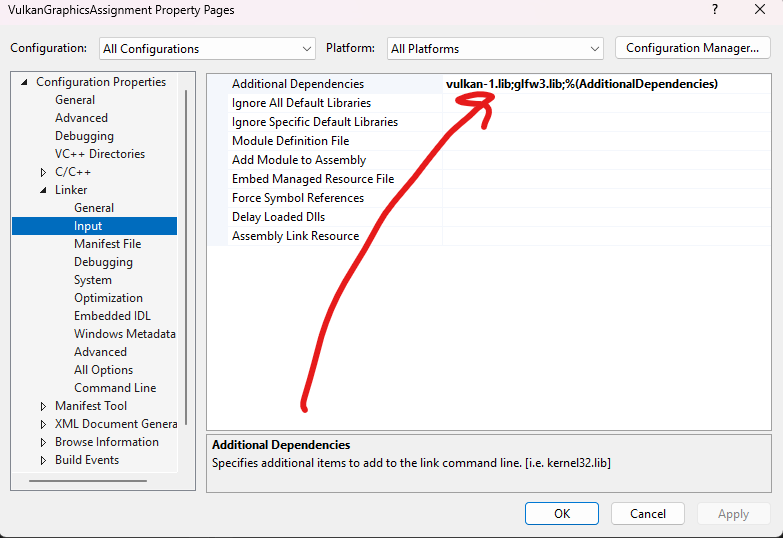 VulkanGraphicsAssignment Property Pages
?
Configuration: All Configurations Platform: All Platforms Configuration Manager...
Configuration Properties
General
Advanced
Debugging
VC++ Directories
C/C++
Linker
General
Input
Manifest File
Debugging
System
Optimization
Embedded IDL
Windows Metadata
Advanced
All Options
Command Line
Manifest Tool
XML Document Genera
Browse Information
Build Events
Additional Dependencies vulkan-1.lib;glfw3.lib;%(AdditionalDependencies)
Ignore All Default Libraries
Ignore Specific Default Libraries
Module Definition File
Add Module to Assembly
Embed Managed Resource File
Force Symbol References
Delay Loaded Dlls
Assembly Link Resource
Additional Dependencies
Specifies additional items to add to the link command line. [i.e. kernel32.lib]
OK Cancel Apply